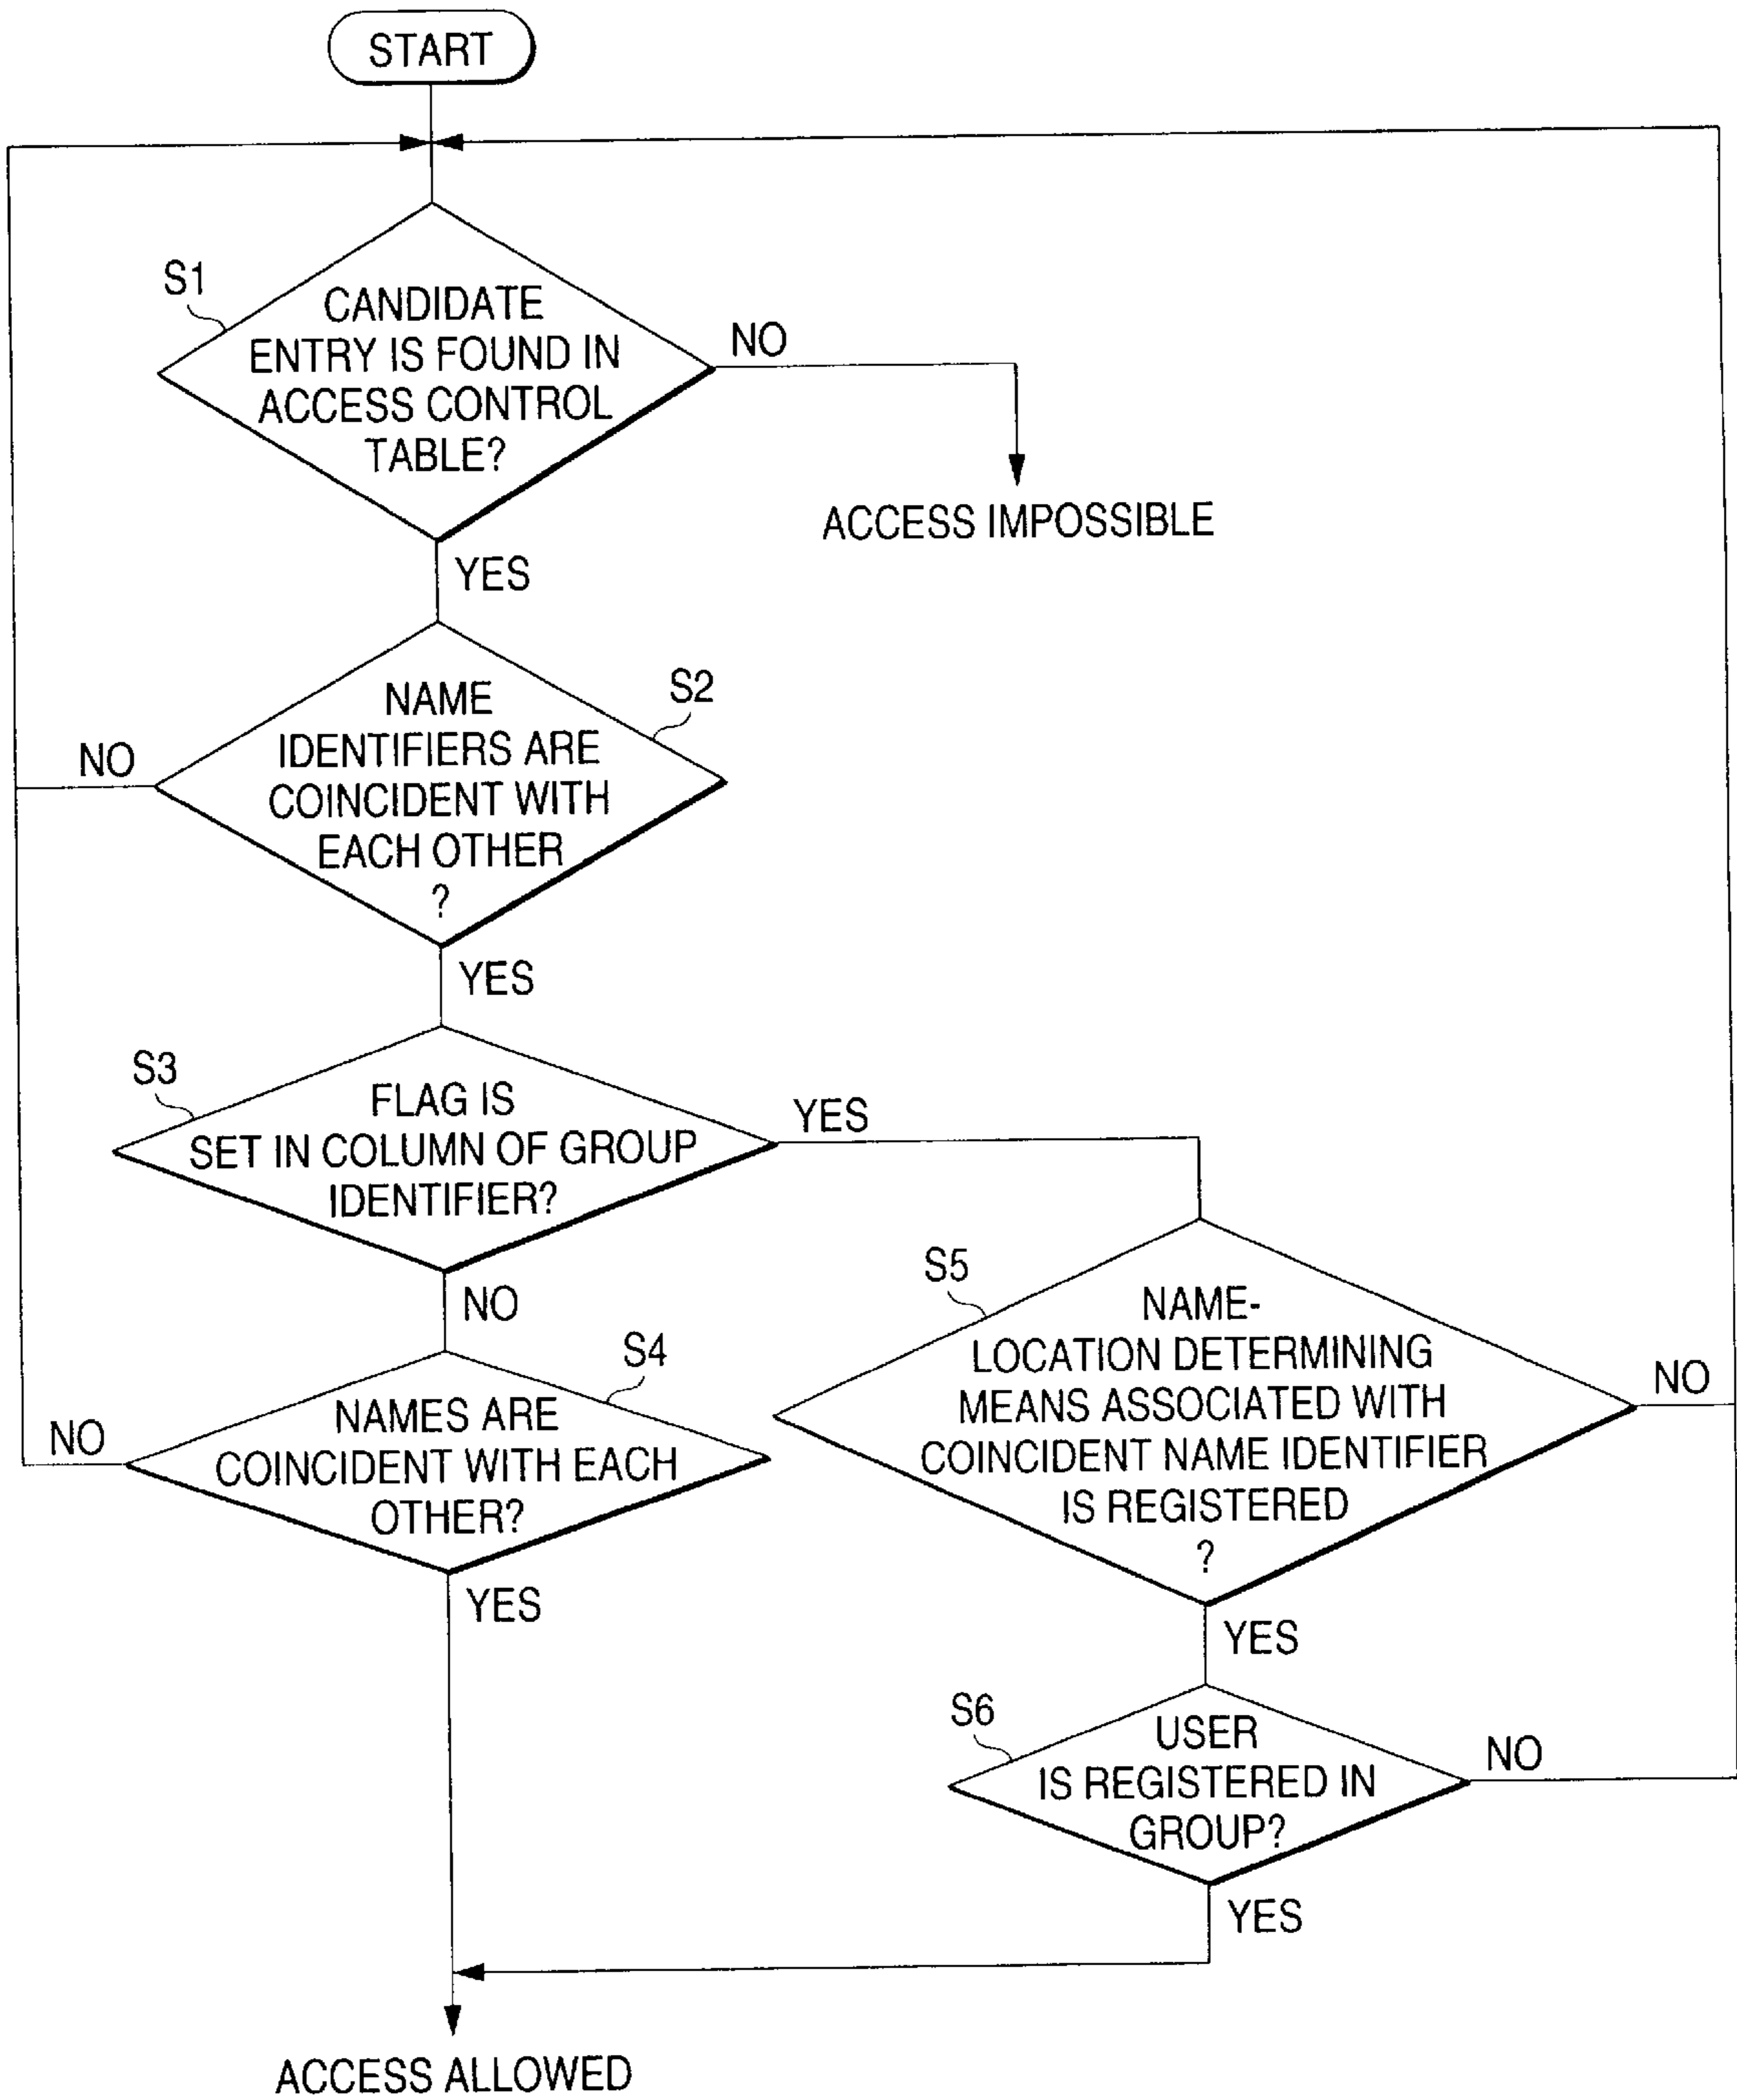 START
S1
CANDIDATE
ENTRY IS FOUND IN
ACCESS CONTROL
TABLE?
NO
ACCESS IMPOSSIBLE
YES
S2
NAME
IDENTIFIERS ARE
COINCIDENT WITH
EACH OTHER
?
NO
YES
S3
FLAG IS
SET IN COLUMN OF GROUP
IDENTIFIER?
YES
NO
S4
NAMES ARE
COINCIDENT WITH EACH
OTHER?
NO
YES
S5
NAME-
LOCATION DETERMINING
MEANS ASSOCIATED WITH
COINCIDENT NAME IDENTIFIER
IS REGISTERED
?
NO
YES
S6
USER
IS REGISTERED IN
GROUP?
NO
YES
ACCESS ALLOWED